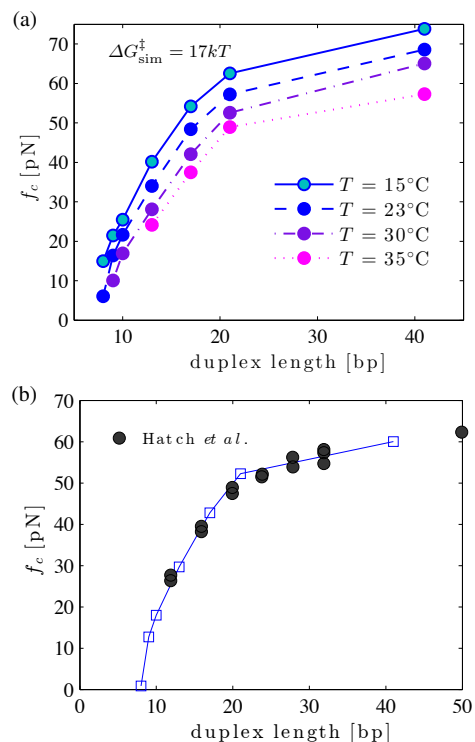 (a)
ΔG‡sim = 17kT
70
60
50
40
30
20
10
0
f_c [pN]
T = 15°C
T = 23°C
T = 30°C
T = 35°C
10 20 30 40
duplex length [bp]
(b)
70
60
50
40
30
20
10
0
f_c [pN]
Hatch et al.
0 10 20 30 40 50
duplex length [bp]